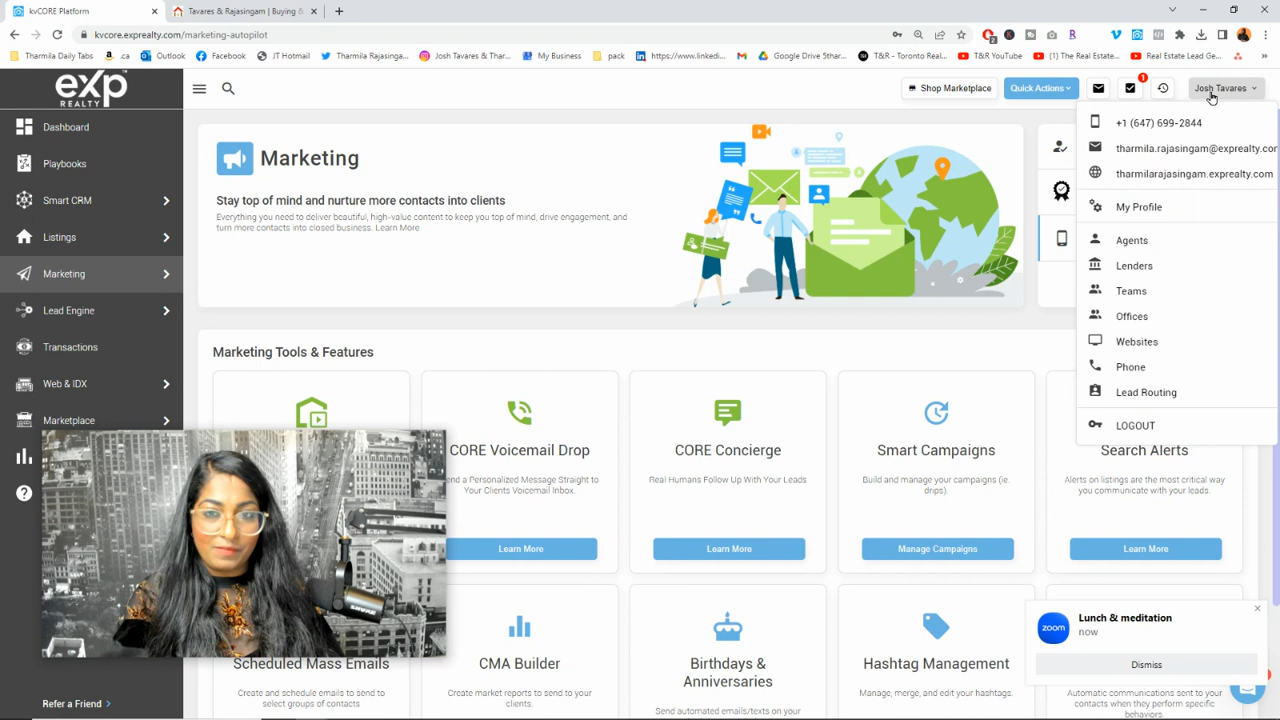 kvCORE Platform
Tavares & Rajasingam | Buying &
kvcore.exprealty.com/marketing-autopilot
Tharmila Daily Tabs
.ca
Outlook
Facebook
JT Hotmail
Tharmila Rajasinga...
Josh Tavares & Thar...
My Business
pack
https://www.linkedi...
Google Drive Sthar...
T&R - Toronto Real...
T&R YouTube
(1) The Real Estate...
Real Estate Lead Ge...
exp
REALTY
Shop Marketplace
Quick Actions
1
Josh Tavares
Dashboard
Playbooks
Smart CRM
Listings
Marketing
Lead Engine
Transactions
Web & IDX
Marketplace
Refer a Friend
Marketing
Stay top of mind and nurture more contacts into clients
Everything you need to deliver beautiful, high-value content to keep you top of mind, drive engagement, and
turn more contacts into closed business. Learn More
+1 (647) 699-2844
tharmila.rajasingam@exprealty.com
tharmilarajasingam.exprealty.com
My Profile
Agents
Lenders
Teams
Offices
Websites
Phone
Lead Routing
LOGOUT
Marketing Tools & Features
CORE Voicemail Drop
end a Personalized Message Straight to
Your Clients Voicemail Inbox.
Learn More
CORE Concierge
Real Humans Follow Up With Your Leads
Learn More
Smart Campaigns
Build and manage your campaigns (ie.
drips).
Manage Campaigns
Search Alerts
Alerts on listings are the most critical way
you communicate with your leads.
Learn More
Scheduled Mass Emails
Create and schedule emails to send to
select groups of contacts
CMA Builder
Create market reports to send to your
clients.
Birthdays &
Anniversaries
Send automated emails/texts on your
Hashtag Management
Manage, merge, and edit your hashtags.
Automatic communications sent to your
contacts when they perform specific
behaviors.
zoom
Lunch & meditation
now
Dismiss